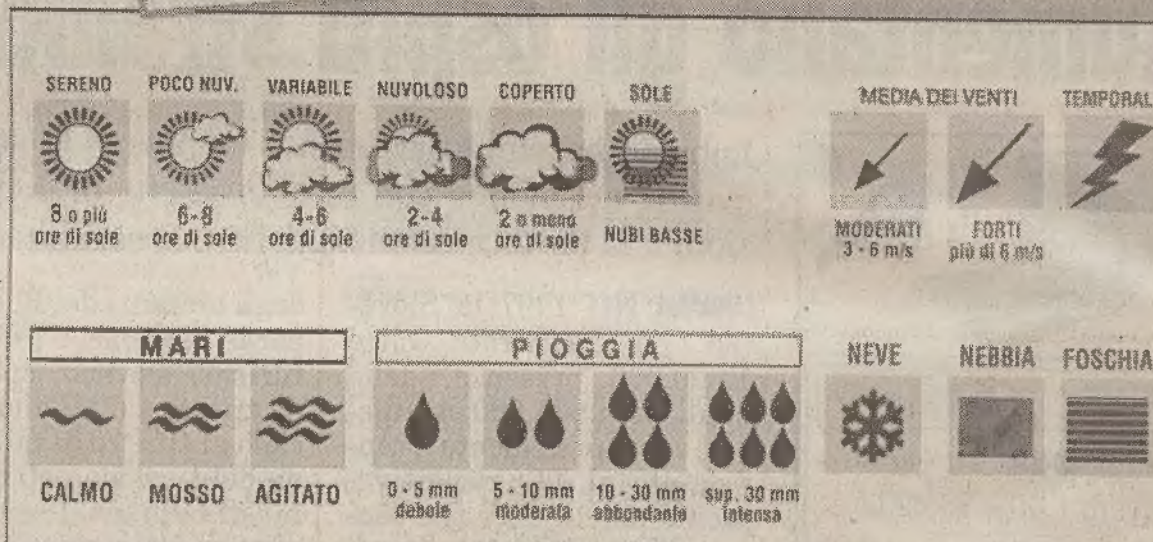 SERENO POCO NUV. VARIABILE NUVOLOSO COPERTO SOLE MEDIA DEI VENTI TEMPORAL
8 o più 6-8 4-6 2-4 2 o meno
ore di sole ore di sole ore di sole ore di sole ore di sole NUBI BASSE
MODERATI FORTI
3 - 6 m/s più di 6 m/s
MARI PIOGGIA NEVE NEBBIA FOSCHIA
CALMO MOSSO AGITATO
0 - 5 mm 5 - 10 mm 10 - 30 mm sup. 30 mm
debole moderata abbondante intensa